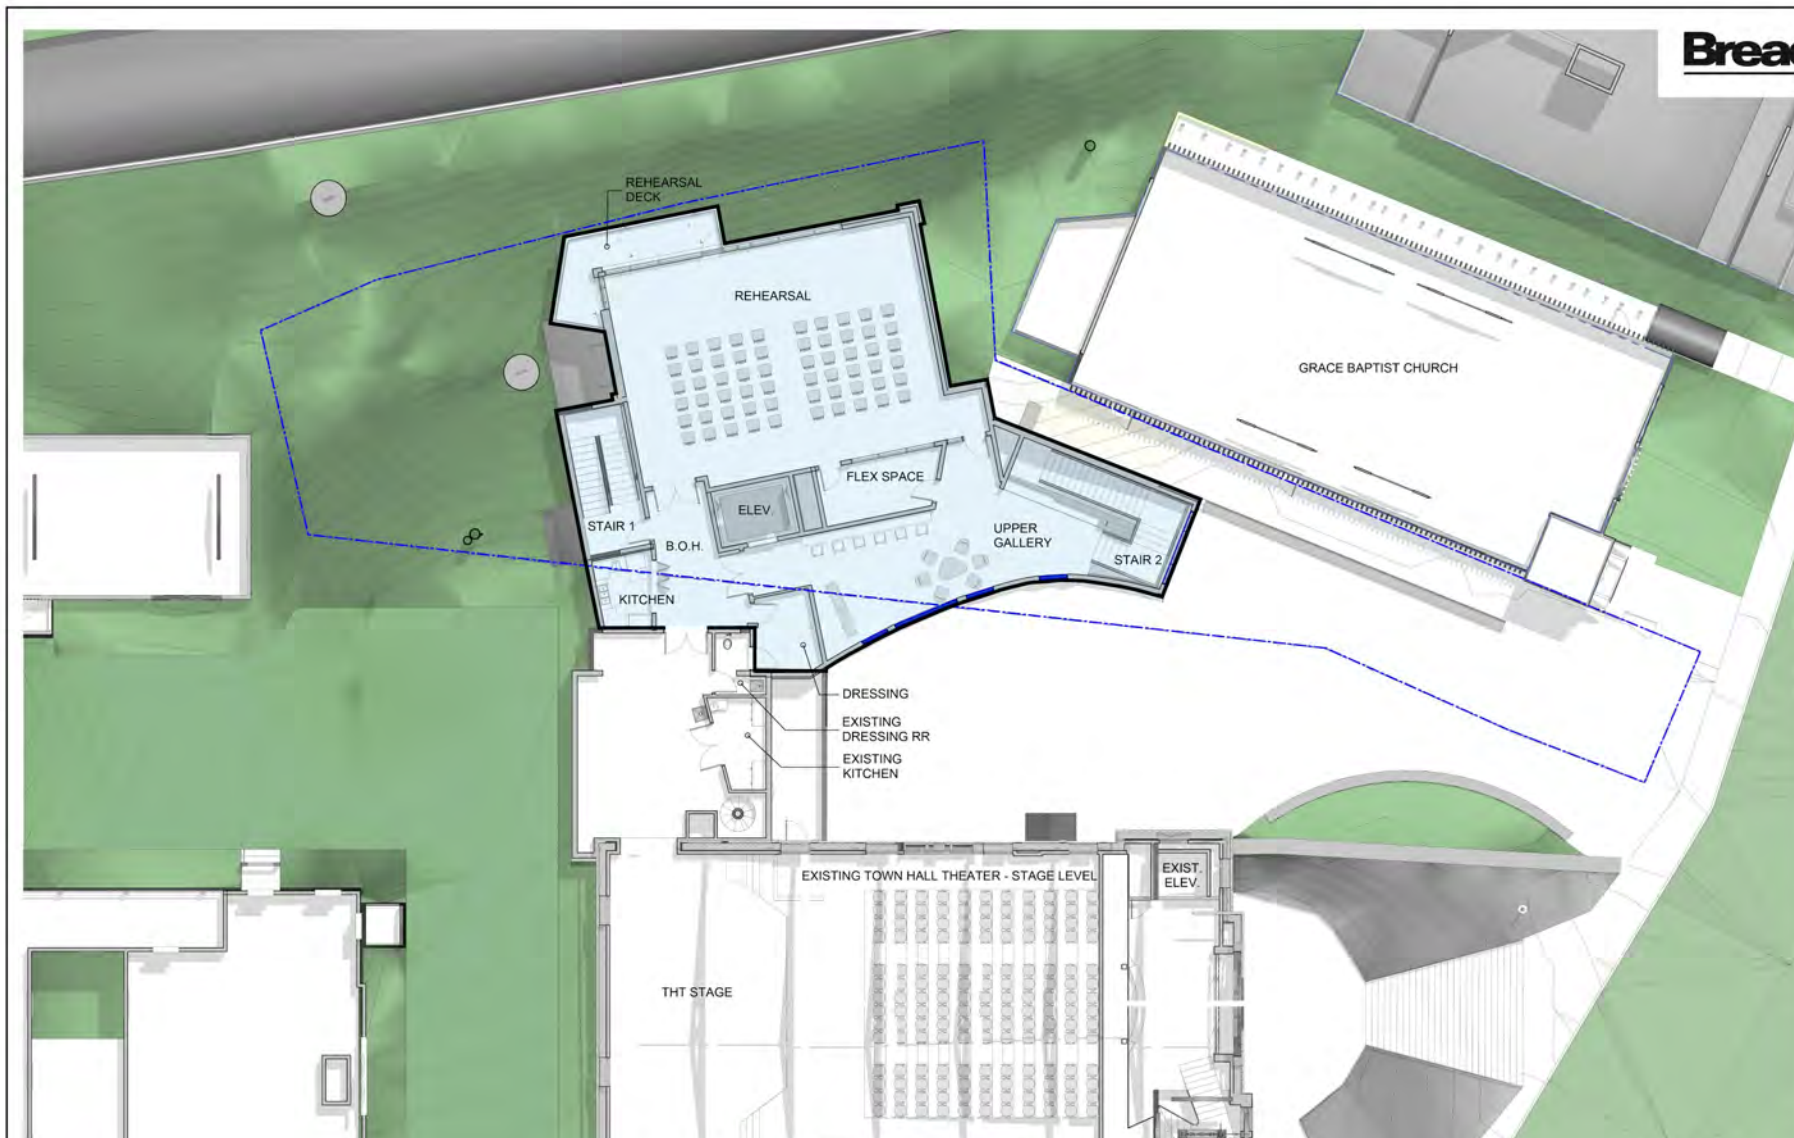 Brea
REHEARSAL
DECK
REHEARSAL
GRACE BAPTIST CHURCH
FLEX SPACE
ELEV.
STAIR 1
B.O.H.
UPPER
GALLERY
STAIR 2
KITCHEN
DRESSING
EXISTING
DRESSING RR
EXISTING
KITCHEN
EXISTING TOWN HALL THEATER - STAGE LEVEL
EXIST.
ELEV.
THT STAGE